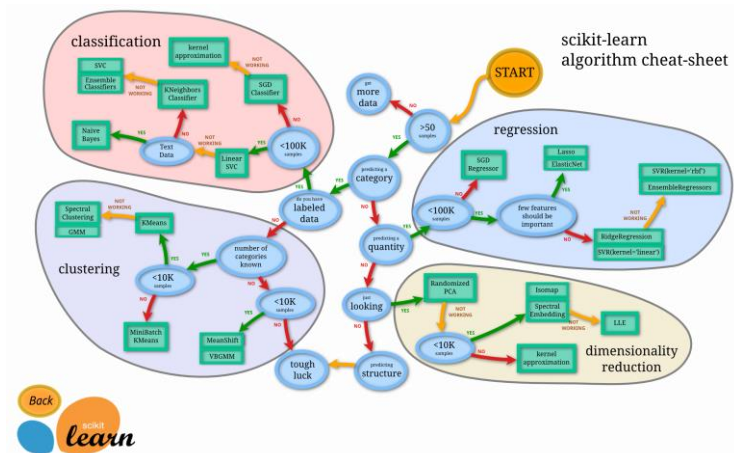 scikit-learn
algorithm cheat-sheet
START
classification
kernel
approximation
NOT
WORKING
SVC
Ensemble
Classifiers
NOT
WORKING
KNeighbors
Classifier
SGD
Classifier
NO
NO
Naive
Bayes
YES
Text
Data
NOT
WORKING
Linear
SVC
YES
<100K
samples
YES
get
more
data
NO
>50
samples
YES
predicting a
category
YES
do you have
labeled
data
NO
NO
predicting a
quantity
YES
NO
just
looking
YES
NO
predicting
structure
tough
luck
regression
SGD
Regressor
NO
<100K
samples
YES
Lasso
ElasticNet
YES
few features
should be
important
NO
SVR(kernel='rbf')
EnsembleRegressors
NOT
WORKING
RidgeRegression
SVR(kernel='linear')
clustering
Spectral
Clustering
GMM
NOT
WORKING
KMeans
YES
<10K
samples
YES
number of
categories
known
NO
NO
MiniBatch
KMeans
<10K
samples
YES
NO
MeanShift
VBGMM
dimensionality
reduction
Randomized
PCA
NOT
WORKING
<10K
samples
YES
NO
Isomap
Spectral
Embedding
NOT
WORKING
LLE
kernel
approximation
Back
scikit
learn